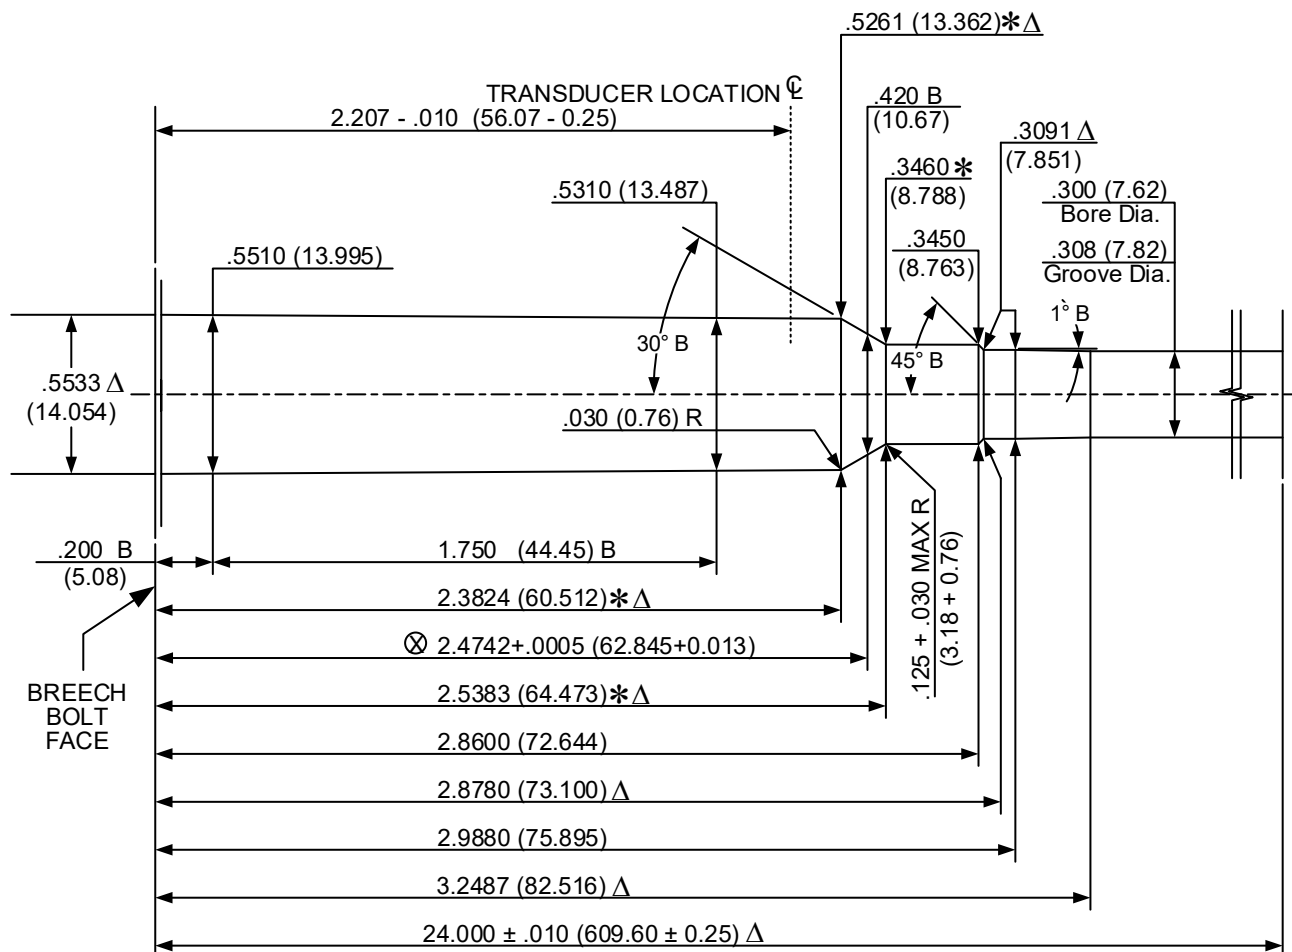 .5261 (13.362)✻Δ
TRANSDUCER LOCATION ℄
2.207 - .010 (56.07 - 0.25)
.420 B
(10.67)
.3091 Δ
(7.851)
.3460 ✻
(8.788)
.5310 (13.487)
.300 (7.62)
Bore Dia.
.3450
(8.763)
.308 (7.82)
Groove Dia.
.5510 (13.995)
1° B
30° B
45° B
.5533 Δ
(14.054)
.030 (0.76) R
.125 + .030 MAX R
(3.18 + 0.76)
.200 B
(5.08)
1.750 (44.45) B
2.3824 (60.512)✻Δ
⊗ 2.4742+.0005 (62.845+0.013)
BREECH
BOLT
FACE
2.5383 (64.473)✻Δ
2.8600 (72.644)
2.8780 (73.100) Δ
2.9880 (75.895)
3.2487 (82.516) Δ
24.000 ± .010 (609.60 ± 0.25) Δ